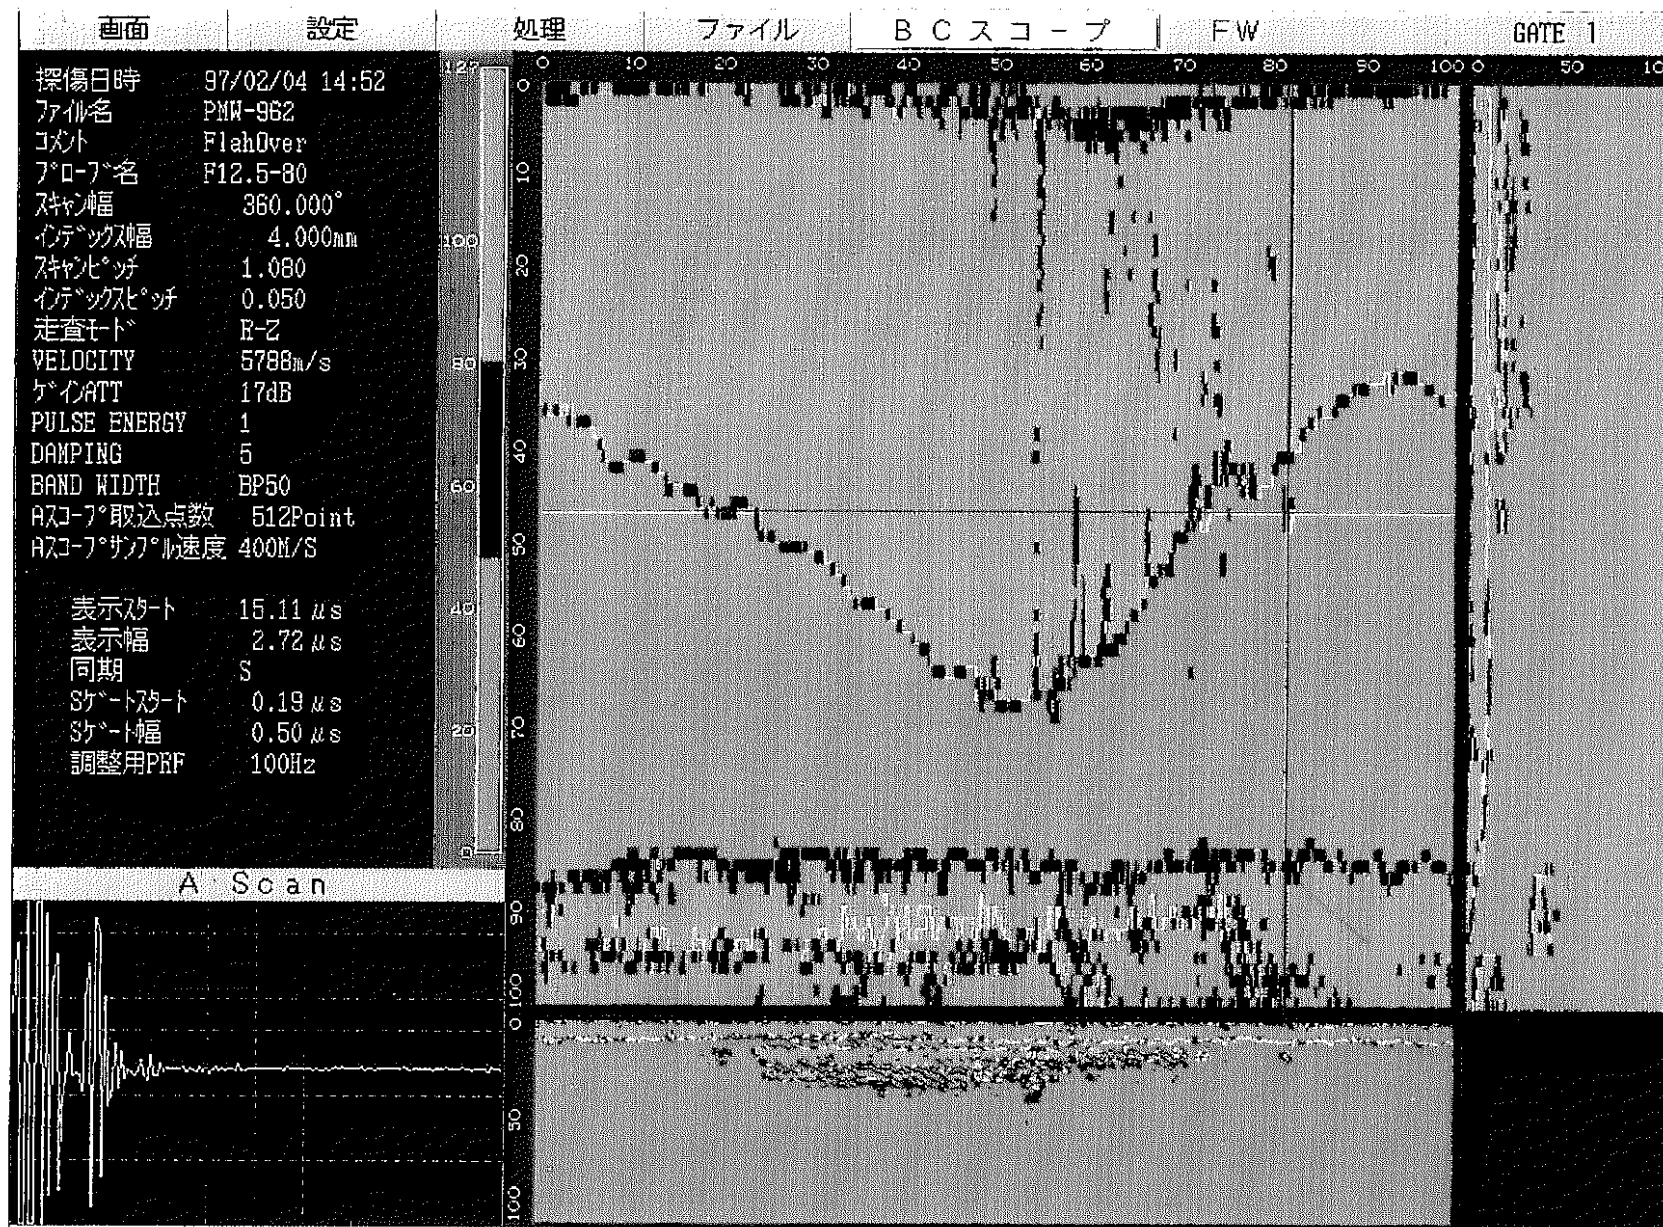 画面 設定 処理 ファイル BCスコープ FW GATE 1
探傷日時 97/02/04 14:52
ファイル名 PMW-962
コメント FlahOver
プローブ名 F12.5-80
スキャン幅 360.000°
インデックス幅 4.000mm
スキャンピッチ 1.080
インデックスピッチ 0.050
走査モード R-Z
VELOCITY 5788m/s
ゲインATT 17dB
PULSE ENERGY 1
DAMPING 5
BAND WIDTH BP50
Aスコープ取込点数 512Point
Aスコープサンプル速度 400M/S
表示スタート 15.11μs
表示幅 2.72μs
同期 S
Sゲートスタート 0.19μs
Sゲート幅 0.50μs
調整用PRF 100Hz
127
100
80
60
40
20
0
A Scan
0 10 20 30 40 50 60 70 80 90 100
0 50 10
0
10
20
30
40
50
60
70
80
90
100
0
50
100